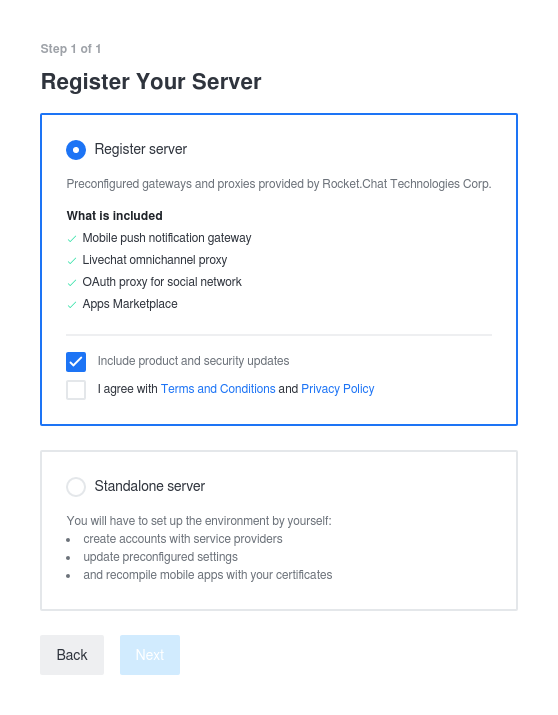 Step 1 of 1
Register Your Server
Register server
Preconfigured gateways and proxies provided by Rocket.Chat Technologies Corp.
What is included
Mobile push notification gateway
Livechat omnichannel proxy
OAuth proxy for social network
Apps Marketplace
Include product and security updates
I agree with Terms and Conditions and Privacy Policy
Standalone server
You will have to set up the environment by yourself:
create accounts with service providers
update preconfigured settings
and recompile mobile apps with your certificates
Back Next